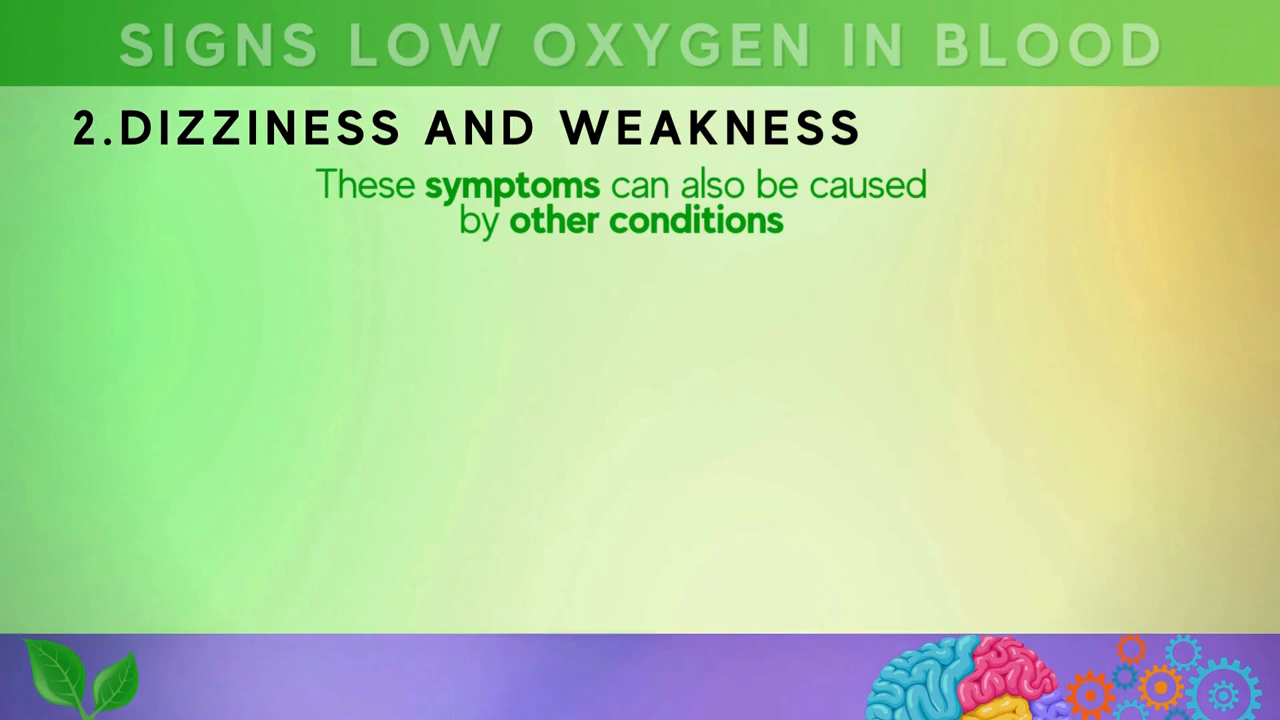 SIGNS LOW OXYGEN IN BLOOD
2.DIZZINESS AND WEAKNESS
These symptoms can also be caused
by other conditions